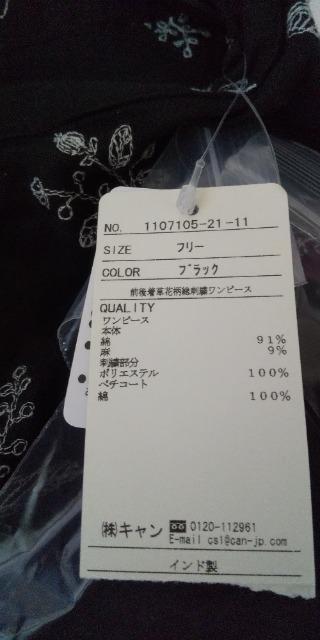 NO. 1107105-21-11
SIZE フリー
COLOR ブラック
前後着草花柄総刺繍ワンピース
QUALITY
ワンピース
本体
綿 91%
麻 9%
刺繍部分
ポリエステル 100%
ペチコート
綿 100%
(株)キャン 0120-112961
E-mail cs1@can-jp.com
インド製